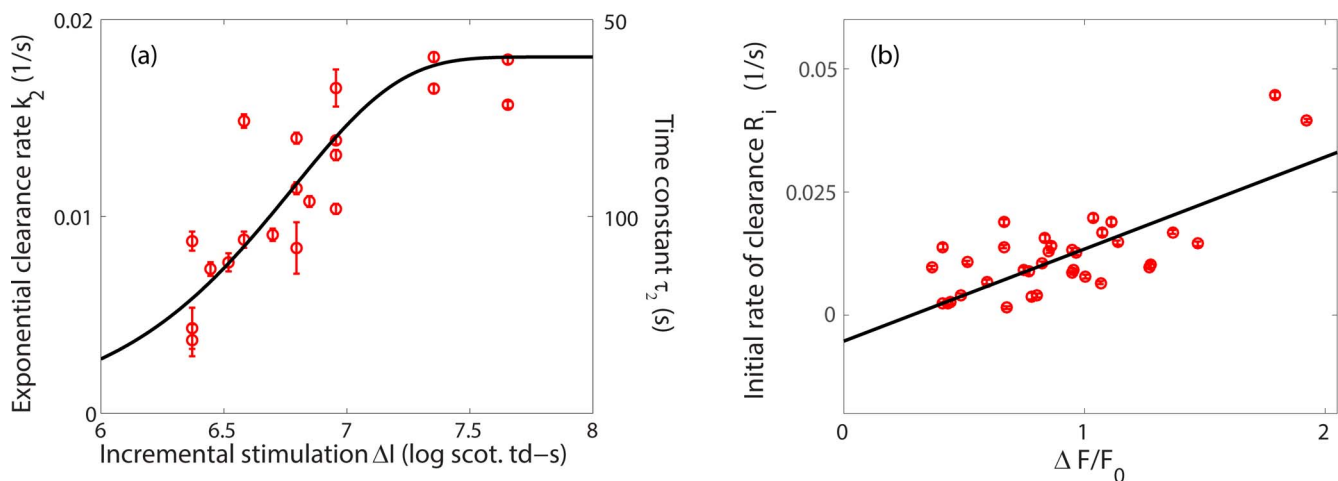 (a)
Exponential clearance rate k2 (1/s)
0.02
0.01
0
6
6.5
7
7.5
8
Incremental stimulation ΔI (log scot. td−s)
50
100
Time constant τ2 (s)
(b)
Initial rate of clearance Ri (1/s)
0.05
0.025
0
0
1
2
Δ F/F0